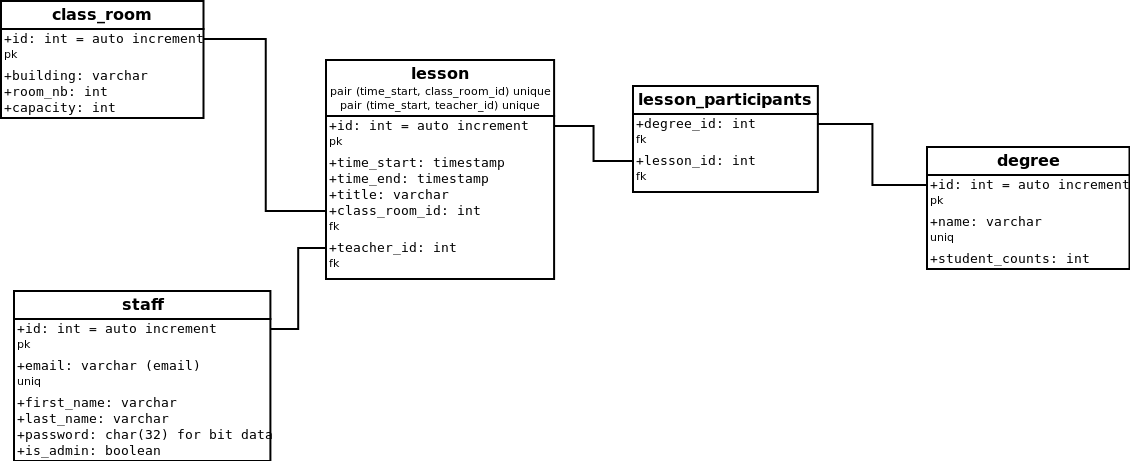 class_room
+id: int = auto increment
pk
+building: varchar
+room_nb: int
+capacity: int
lesson
pair (time_start, class_room_id) unique
pair (time_start, teacher_id) unique
+id: int = auto increment
pk
+time_start: timestamp
+time_end: timestamp
+title: varchar
+class_room_id: int
fk
+teacher_id: int
fk
lesson_participants
+degree_id: int
fk
+lesson_id: int
fk
degree
+id: int = auto increment
pk
+name: varchar
uniq
+student_counts: int
staff
+id: int = auto increment
pk
+email: varchar (email)
uniq
+first_name: varchar
+last_name: varchar
+password: char(32) for bit data
+is_admin: boolean